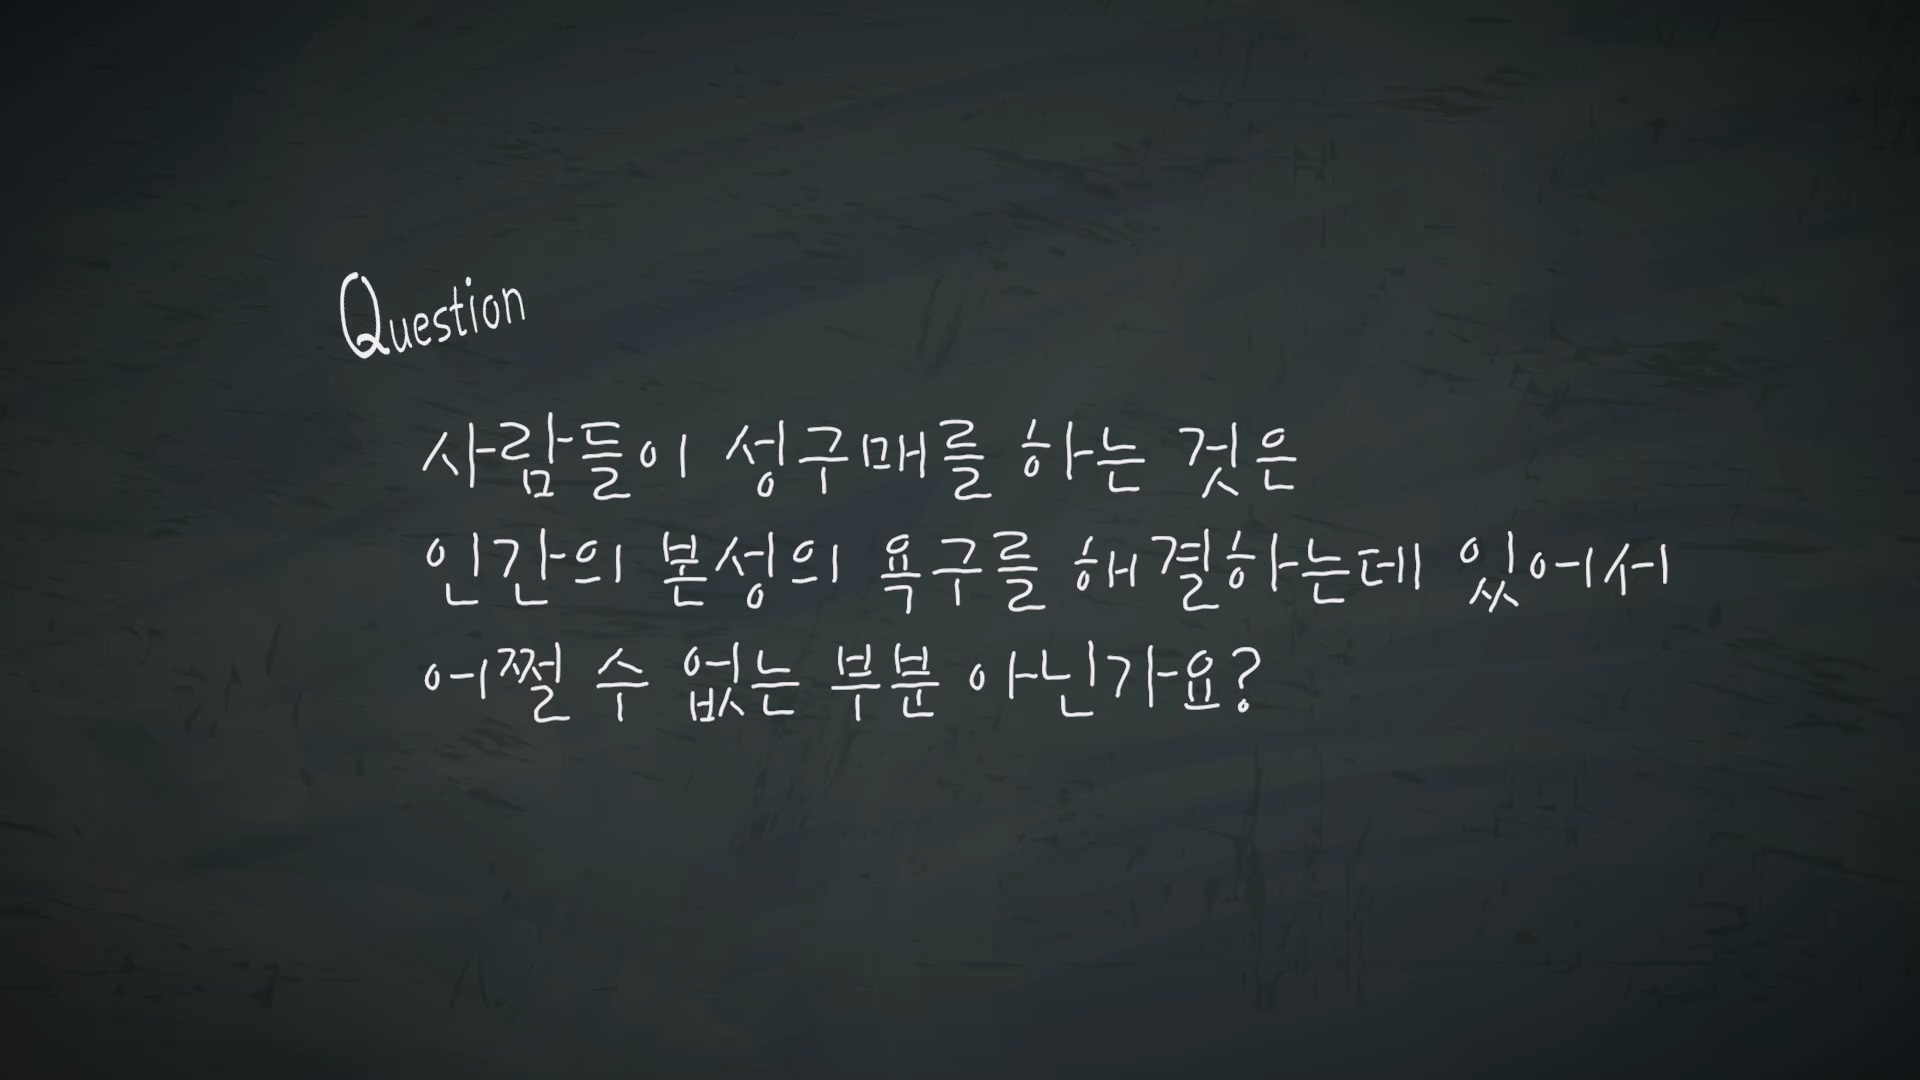 Question
사람들이 성구매를 하는 것은
인간의 본성의 욕구를 해결하는데 있어서
어쩔 수 없는 부분 아닌가요?